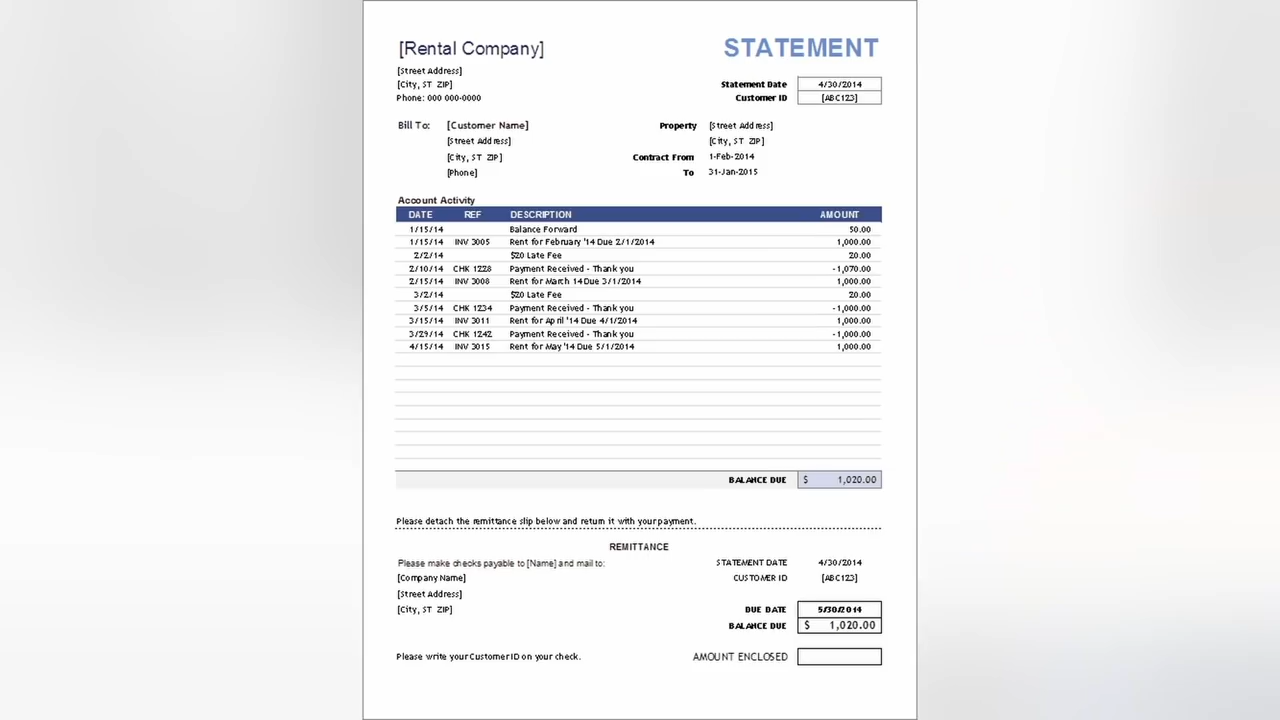 [Rental Company] STATEMENT
[Street Address]
[City, ST ZIP] Statement Date 4/30/2014
Phone: 000 000-0000 Customer ID [ABC123]
Bill To: [Customer Name] Property [Street Address]
[Street Address] [City, ST ZIP]
[City, ST ZIP] Contract From 1-Feb-2014
[Phone] To 31-Jan-2015
Account Activity
DATE REF DESCRIPTION AMOUNT
1/15/14 Balance Forward 50.00
1/15/14 INV 3005 Rent for February '14 Due 2/1/2014 1,000.00
2/2/14 $20 Late Fee 20.00
2/10/14 CHK 1228 Payment Received - Thank you -1,070.00
2/15/14 INV 3008 Rent for March 14 Due 3/1/2014 1,000.00
3/2/14 $20 Late Fee 20.00
3/5/14 CHK 1234 Payment Received - Thank you -1,000.00
3/15/14 INV 3011 Rent for April '14 Due 4/1/2014 1,000.00
3/29/14 CHK 1242 Payment Received - Thank you -1,000.00
4/15/14 INV 3015 Rent for May '14 Due 5/1/2014 1,000.00
BALANCE DUE $ 1,020.00
Please detach the remittance slip below and return it with your payment.
REMITTANCE
Please make checks payable to [Name] and mail to: STATEMENT DATE 4/30/2014
[Company Name] CUSTOMER ID [ABC123]
[Street Address]
[City, ST ZIP] DUE DATE 5/30/2014
BALANCE DUE $ 1,020.00
Please write your Customer ID on your check. AMOUNT ENCLOSED